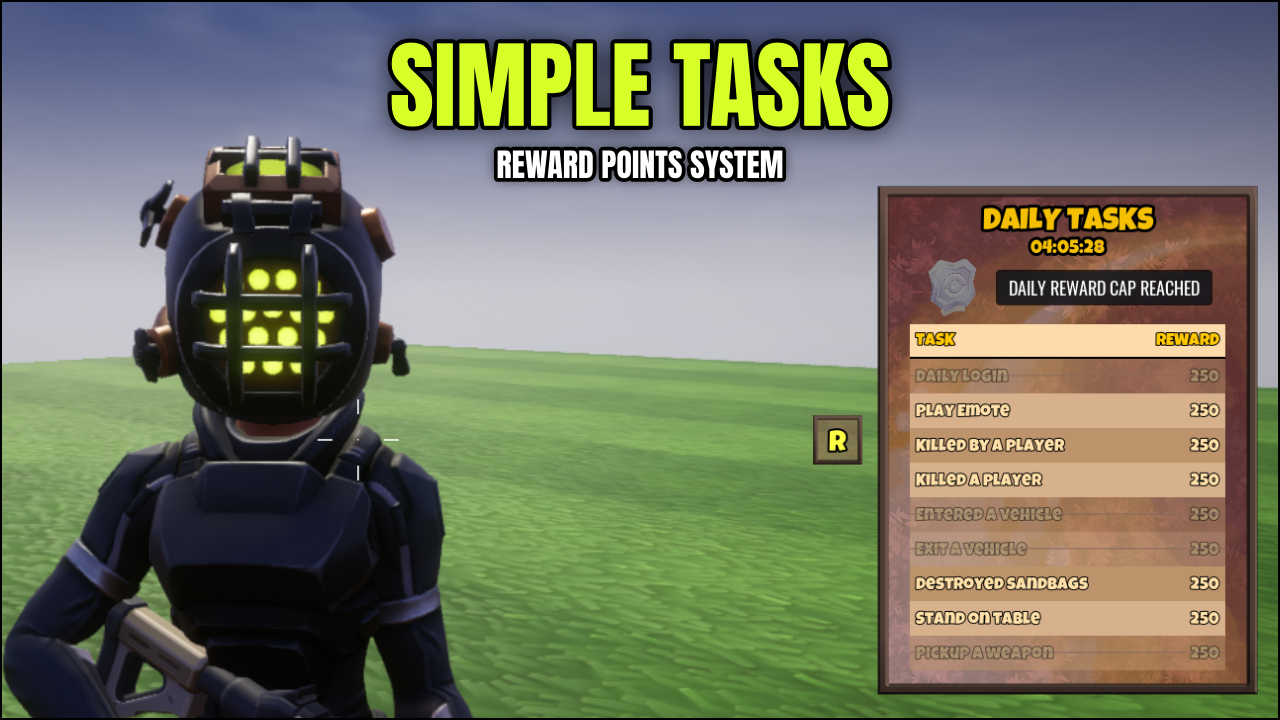 SIMPLE TASKS
REWARD POINTS SYSTEM
DAILY TASKS
04:05:28
DAILY REWARD CAP REACHED
TASK REWARD
DAILY LOGIN 250
PLAY EMOTE 250
KILLED BY A PLAYER 250
R
KILLED A PLAYER 250
ENTERED A VEHICLE 250
EXIT A VEHICLE 250
DESTROYED SANDBAGS 250
STAND ON TABLE 250
PICKUP A WEAPON 250